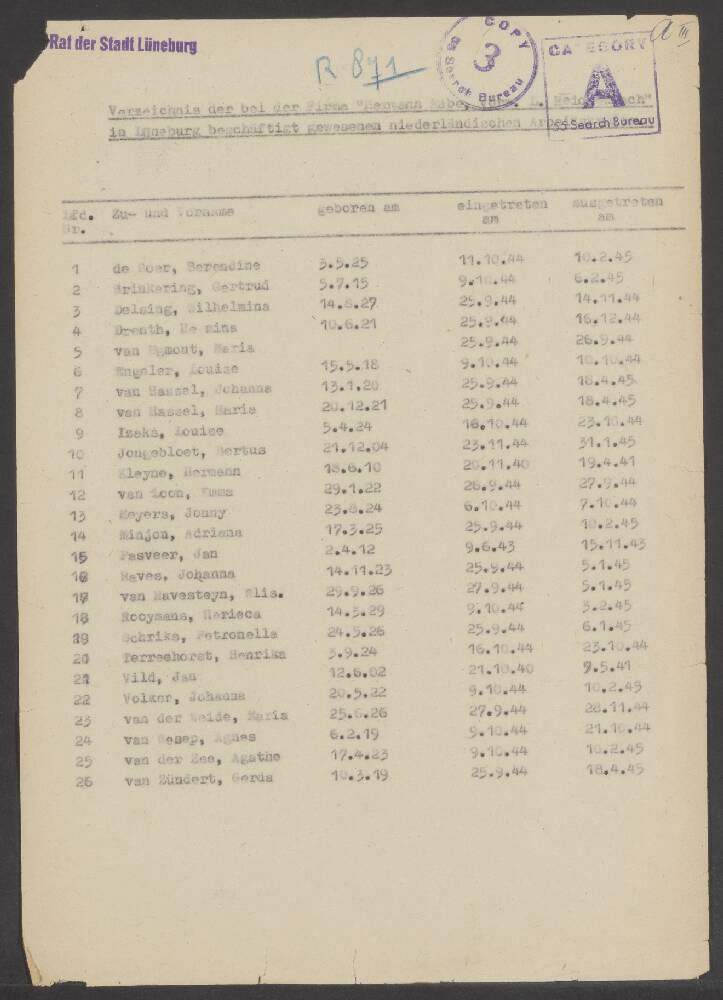 Rat der Stadt Lüneburg
COPY
3
55 Search Bureau
CATEGORY
A
55 Search Bureau
A III
R 871
Verzeichnis der bei der Firma "Hermann
in Lüneburg beschäftigt gewesenen niederländischen
Lfd. Nr. Zu- und Vorname geboren am eingetreten am ausgetreten am
1 de Boer, Berendine 3.5.25 11.10.44 10.2.45
2 Brinkering, Gertrud 5.7.15 9.10.44 6.2.45
3 Delsing, Wilhelmina 14.8.27 25.9.44 14.11.44
4 Drenth, 10.6.21 25.9.44 16.12.44
5 van Egmont, Maria 25.9.44 26.9.44
6 Engeler, Louise 15.5.18 9.10.44 10.10.44
7 van Hassel, Johanna 13.1.20 25.9.44 18.4.45
8 van Hassel, Maria 20.12.21 25.9.44 18.4.45
9 Izeks, Louise 5.4.24 16.10.44 23.10.44
10 Jongebloet, Bertus 21.12.04 23.11.44 31.1.45
11 Kleyne, Hermann 18.6.10 20.11.40 19.4.41
12 van Loon, Emma 29.1.22 26.9.44 27.9.44
13 Meyers, Jonny 23.8.24 6.10.44 7.10.44
14 Minjon, Adriana 17.3.25 25.9.44 10.2.45
15 Pasveer, Jan 2.4.12 9.6.43 15.11.43
16 Raves, Johanna 14.11.23 25.9.44 5.1.45
17 van Ravesteyn, Elis. 29.9.26 27.9.44 5.1.45
18 Rooymans, 14.3.29 9.10.44 3.2.45
19 Schriks, Petronella 24.5.26 25.9.44 6.1.45
20 Terreehorst, Henrika 3.9.24 16.10.44 23.10.44
21 Vild, Jan 12.6.02 21.10.40 9.5.41
22 Volker, Johanna 20.5.22 9.10.44 10.2.45
23 van der Weide, Maria 25.6.26 27.9.44 28.11.44
24 van Wesep, Agnes 6.2.19 9.10.44 21.10.44
25 van der Zee, Agathe 17.4.23 9.10.44 10.2.45
26 van Zündert, Gerda 10.3.19 25.9.44 18.4.45